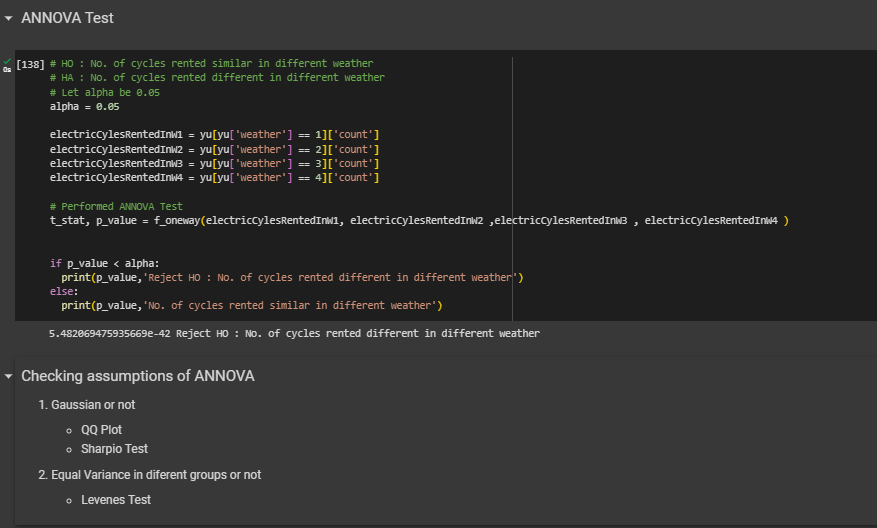 ANNOVA Test
[138] # HO : No. of cycles rented similar in different weather
0s # HA : No. of cycles rented different in different weather
# Let alpha be 0.05
alpha = 0.05
electricCylesRentedInW1 = yu[yu['weather'] == 1]['count']
electricCylesRentedInW2 = yu[yu['weather'] == 2]['count']
electricCylesRentedInW3 = yu[yu['weather'] == 3]['count']
electricCylesRentedInW4 = yu[yu['weather'] == 4]['count']
# Performed ANNOVA Test
t_stat, p_value = f_oneway(electricCylesRentedInW1, electricCylesRentedInW2 ,electricCylesRentedInW3 , electricCylesRentedInW4 )
if p_value < alpha:
print(p_value,'Reject HO : No. of cycles rented different in different weather')
else:
print(p_value,'No. of cycles rented similar in different weather')
5.482069475935669e-42 Reject HO : No. of cycles rented different in different weather
Checking assumptions of ANNOVA
1. Gaussian or not
QQ Plot
Sharpio Test
2. Equal Variance in diferent groups or not
Levenes Test